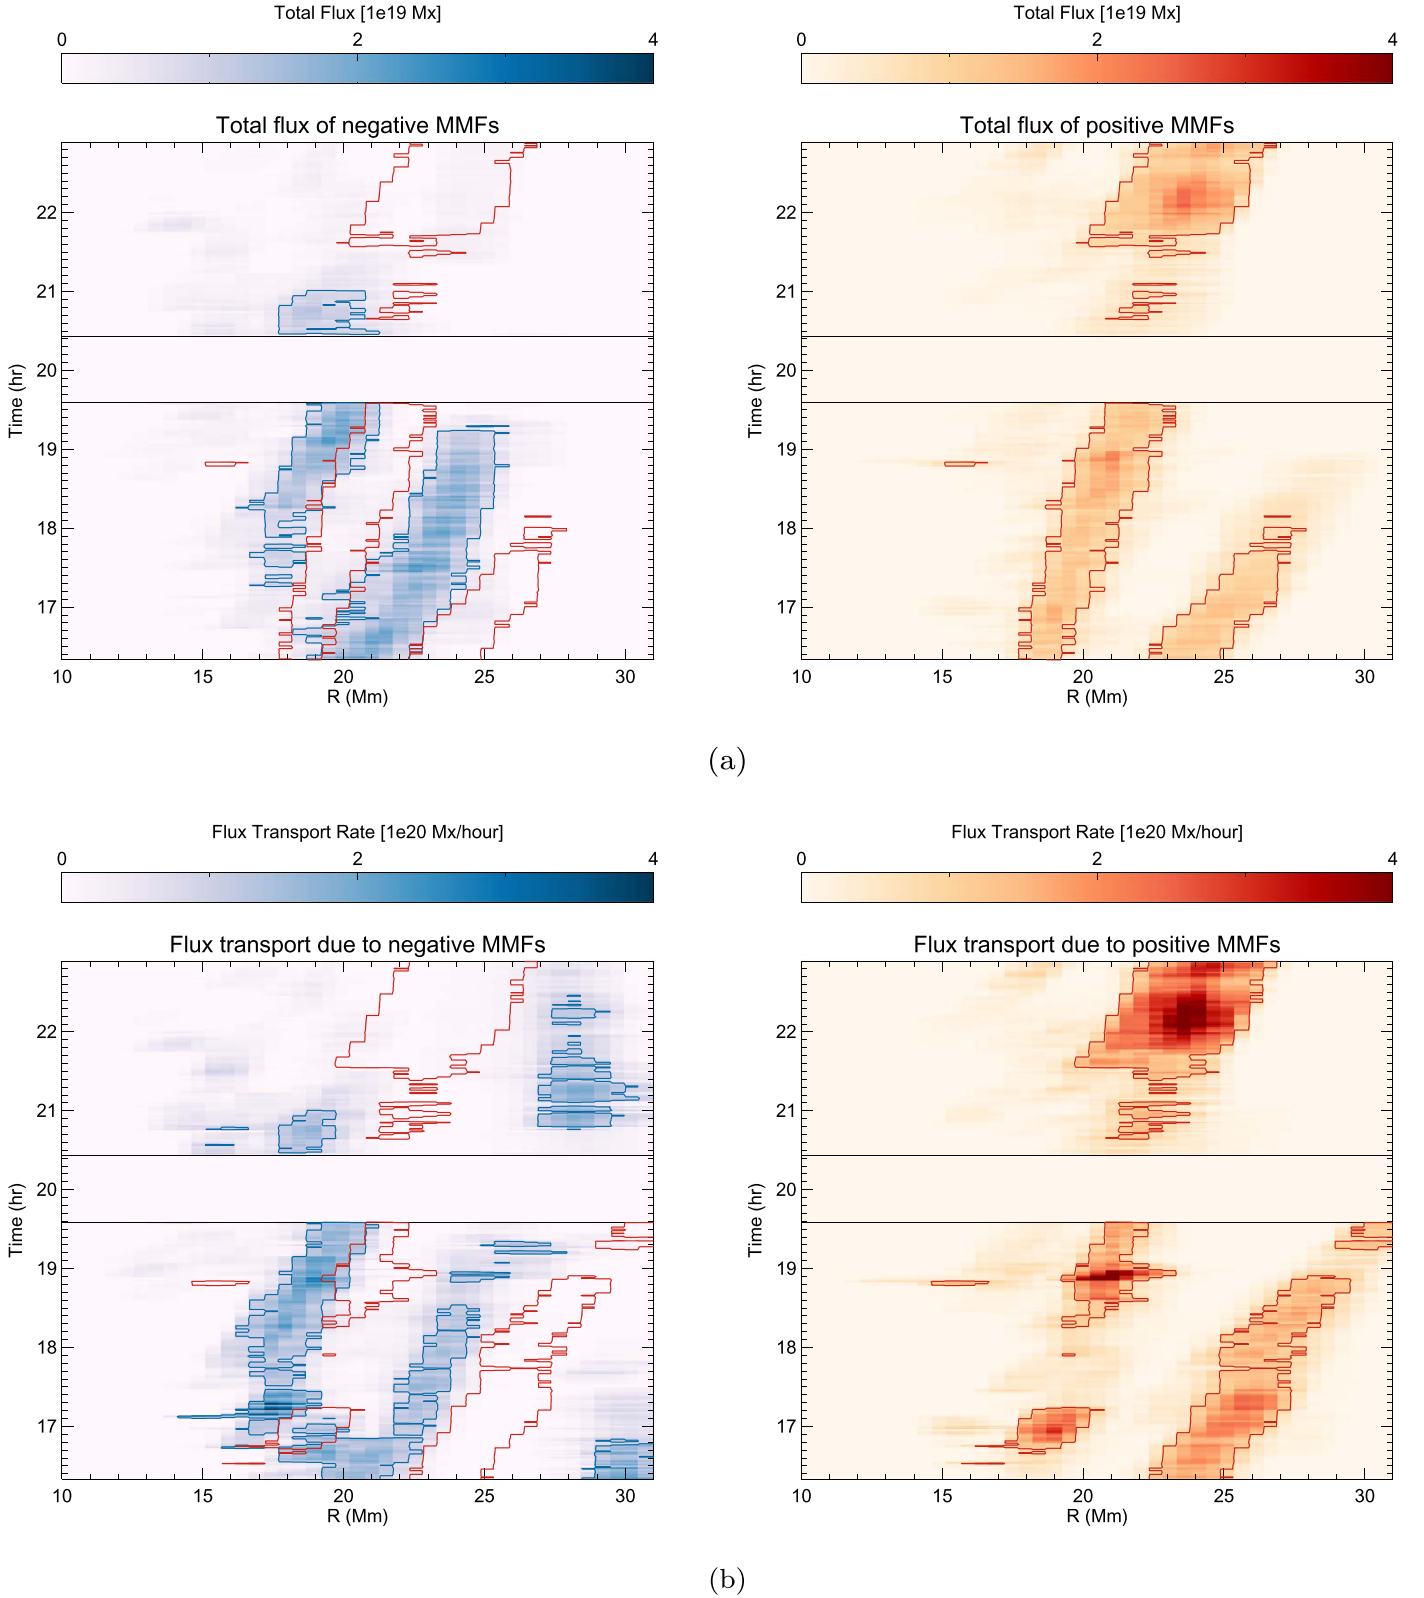 Total Flux [1e19 Mx]
0 2 4
Total flux of negative MMFs
Time (hr)
22
21
20
19
18
17
10 15 20 25 30
R (Mm)
Total Flux [1e19 Mx]
0 2 4
Total flux of positive MMFs
Time (hr)
22
21
20
19
18
17
10 15 20 25 30
R (Mm)
(a)
Flux Transport Rate [1e20 Mx/hour]
0 2 4
Flux transport due to negative MMFs
Time (hr)
22
21
20
19
18
17
10 15 20 25 30
R (Mm)
Flux Transport Rate [1e20 Mx/hour]
0 2 4
Flux transport due to positive MMFs
Time (hr)
22
21
20
19
18
17
10 15 20 25 30
R (Mm)
(b)